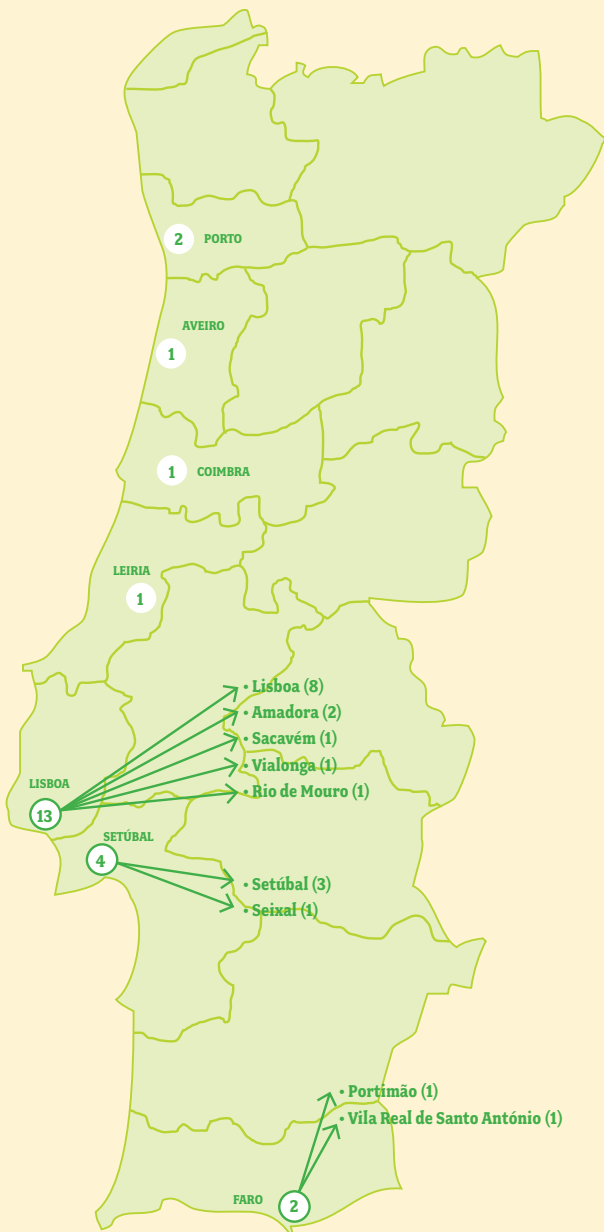 2 PORTO
AVEIRO
1
1 COIMBRA
LEIRIA
1
• Lisboa (8)
• Amadora (2)
• Sacavém (1)
• Vialonga (1)
• Rio de Mouro (1)
LISBOA
13
SETÚBAL
4
• Setúbal (3)
• Seixal (1)
• Portimão (1)
• Vila Real de Santo António (1)
FARO 2